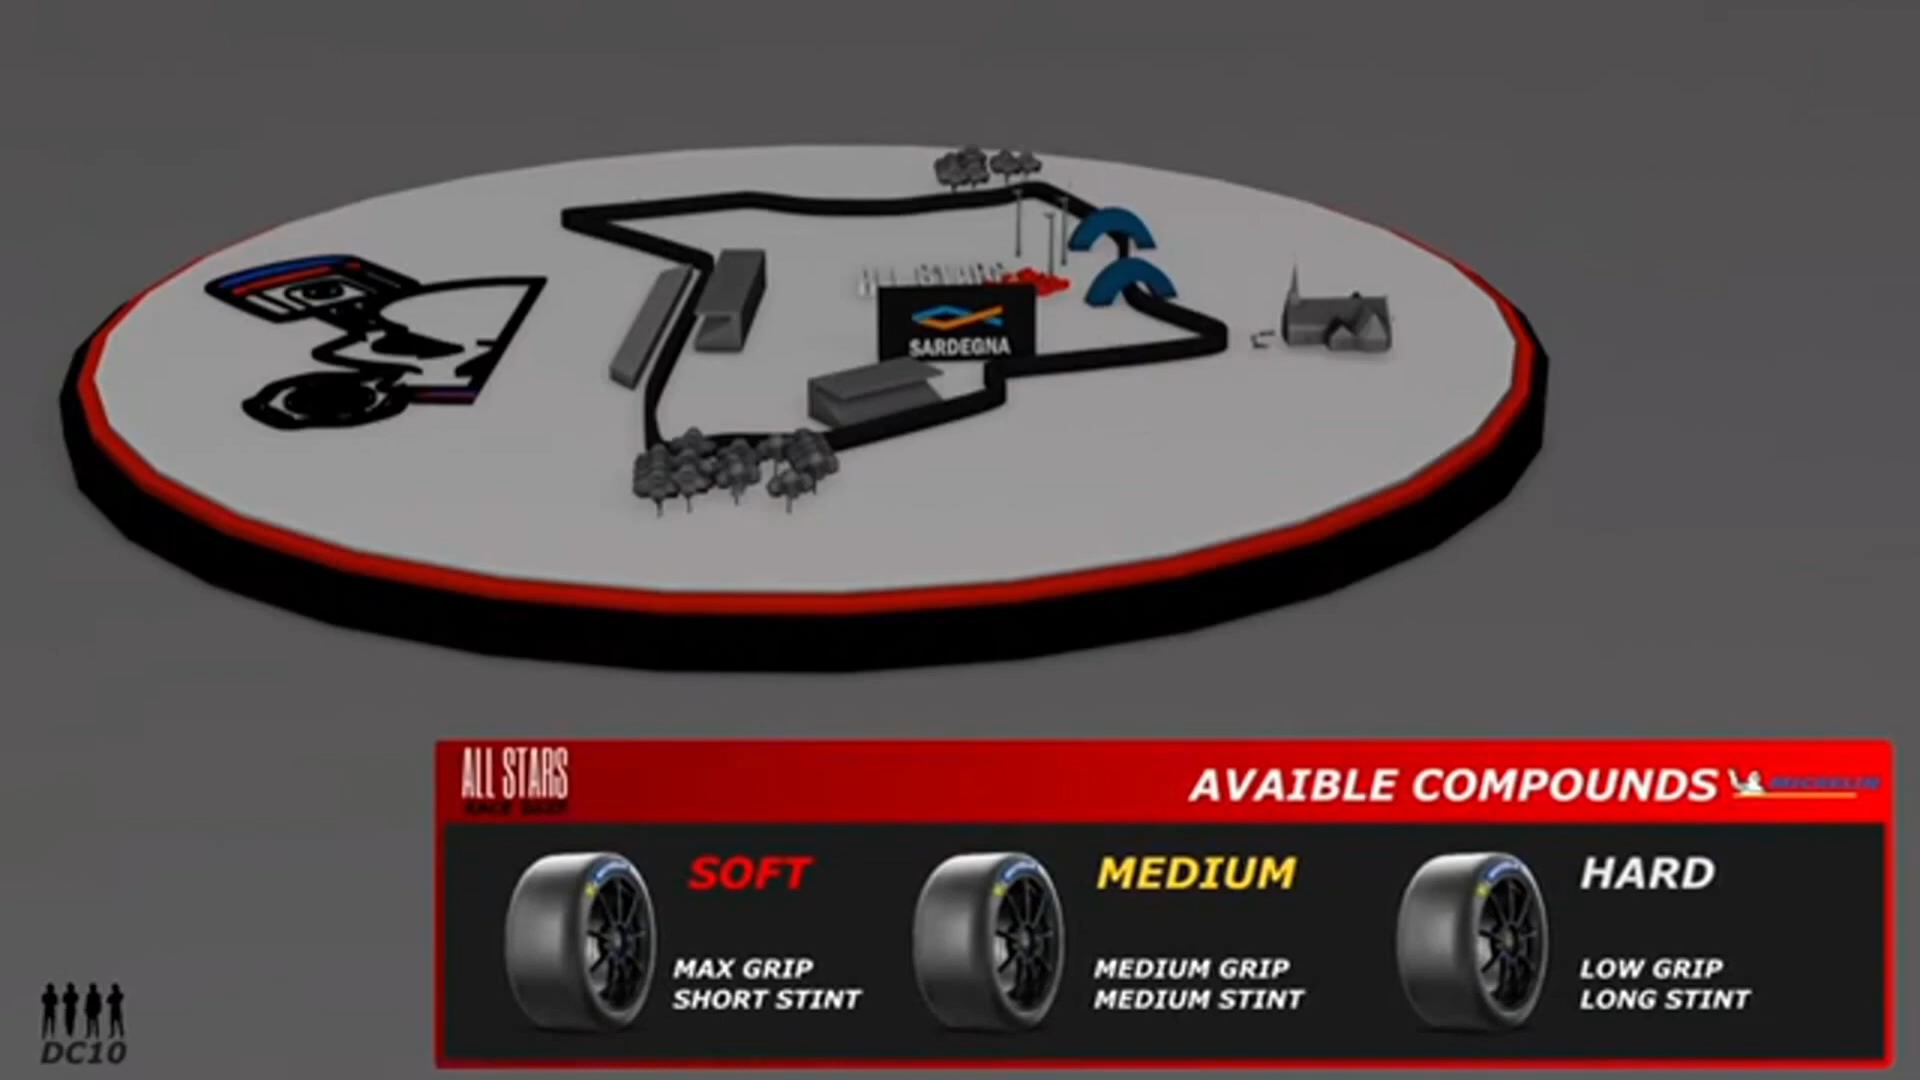 SARDEGNA
ALL STARS
AVAIBLE COMPOUNDS
MICHELIN
SOFT
MAX GRIP
SHORT STINT
MEDIUM
MEDIUM GRIP
MEDIUM STINT
HARD
LOW GRIP
LONG STINT
DC10